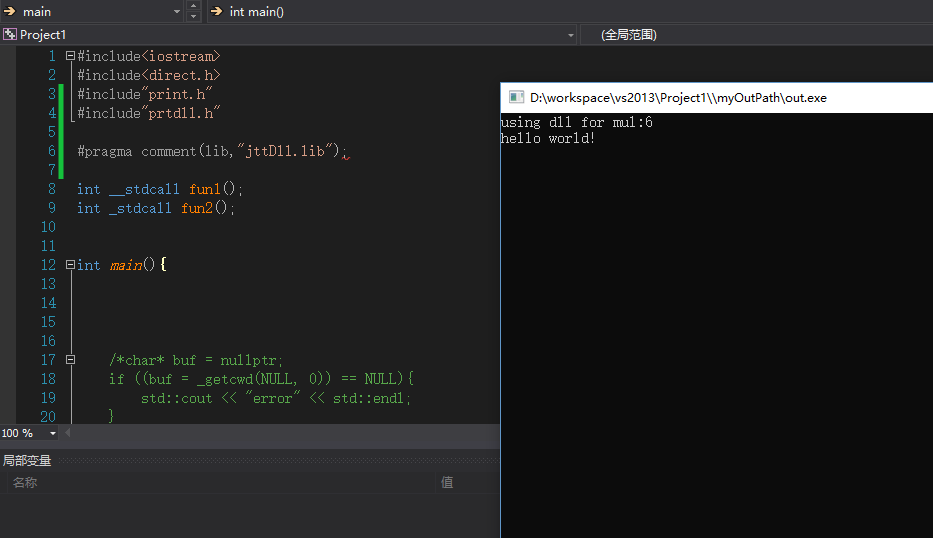 main
int main()
Project1
(全局范围)
1 #include<iostream>
2 #include<direct.h>
3 #include"print.h"
4 #include"prtdll.h"
5
6 #pragma comment(lib,"jttDll.lib");
7
8 int __stdcall fun1();
9 int _stdcall fun2();
10
11
12 int main(){
13
14
15
16
17 /*char* buf = nullptr;
18 if ((buf = _getcwd(NULL, 0)) == NULL){
19 std::cout << "error" << std::endl;
20 }
100 %
局部变量
名称 值
D:\workspace\vs2013\Project1\\myOutPath\out.exe
using dll for mul:6
hello world!